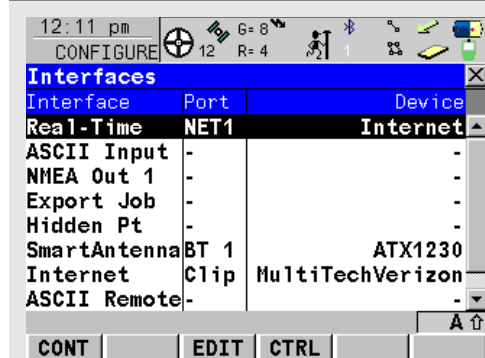 12:11 pm G= 8
CONFIGURE 12 R= 4 1
Interfaces
Interface Port Device
Real-Time NET1 Internet
ASCII Input - -
NMEA Out 1 - -
Export Job - -
Hidden Pt - -
SmartAntenna BT 1 ATX1230
Internet Clip MultiTechVerizon
ASCII Remote - -
A
CONT EDIT CTRL